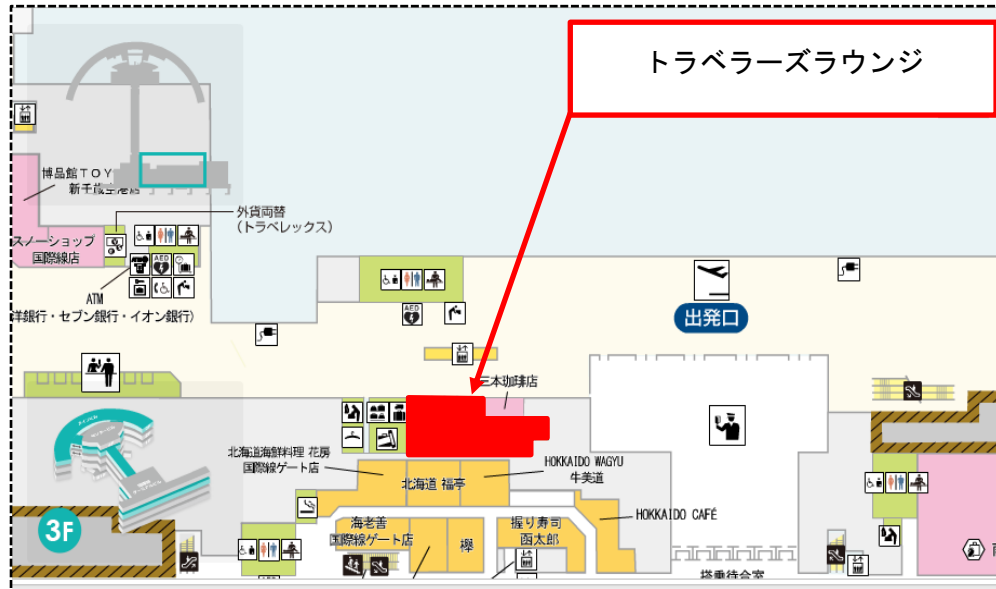 トラベラーズラウンジ
博品館TOY
新千歳空港店
外貨両替
（トラベレックス）
スノーショップ
国際線店
AED
ATM
洋銀行・セブン銀行・イオン銀行）
ATM
AED
出発口
三本珈琲店
北海道海鮮料理 花房
国際線ゲート店
HOKKAIDO WAGYU
牛美道
北海道 福亭
HOKKAIDO CAFÉ
海老善
国際線ゲート店
欅
握り寿司
函太郎
3F
搭乗待合室